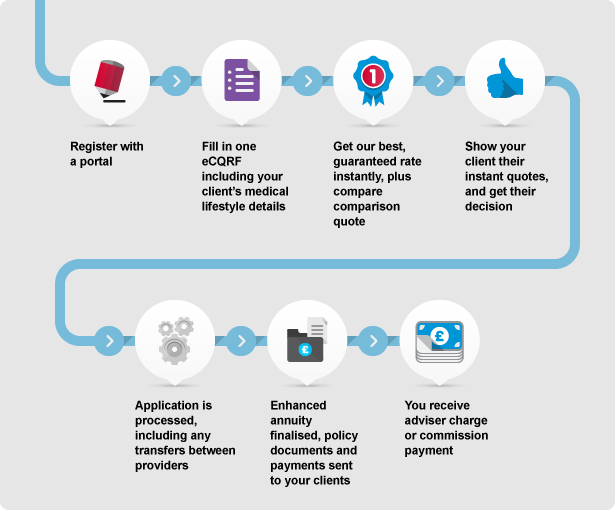 1
Register with
a portal
Fill in one
eCQRF
including your
client's medical
lifestyle details
Get our best,
guaranteed rate
instantly, plus
compare
comparison
quote
Show your
client their
instant quotes,
and get their
decision
£
£
Application is
processed,
including any
transfers between
providers
Enhanced
annuity
finalised, policy
documents and
payments sent
to your clients
You receive
adviser charge
or commission
payment